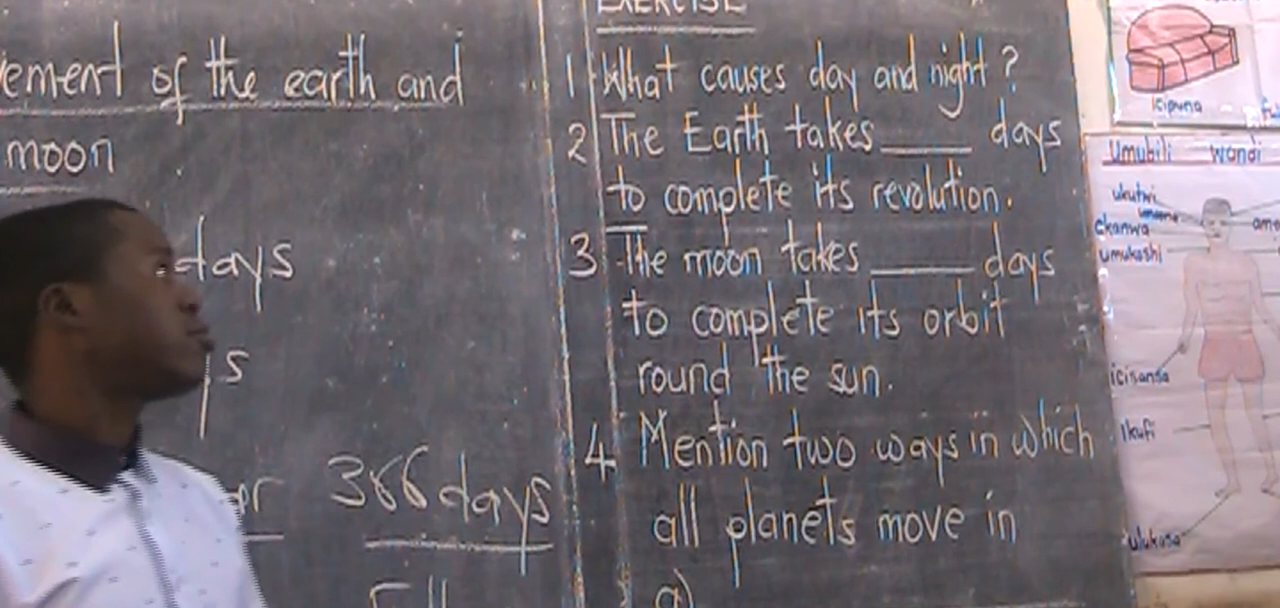 of the earth and
moon
days
366 days
EXERCISE
1 What causes day and night ?
2 The Earth takes ____ days
to complete its revolution.
3 The moon takes ____ days
to complete its orbit
round the sun.
4 Mention two ways in which
all planets move in
a)
Icipuna
Umubili Wandi
ukutwi
ckanwa
umukoshi
icisansa
Ikufi
ulukasa